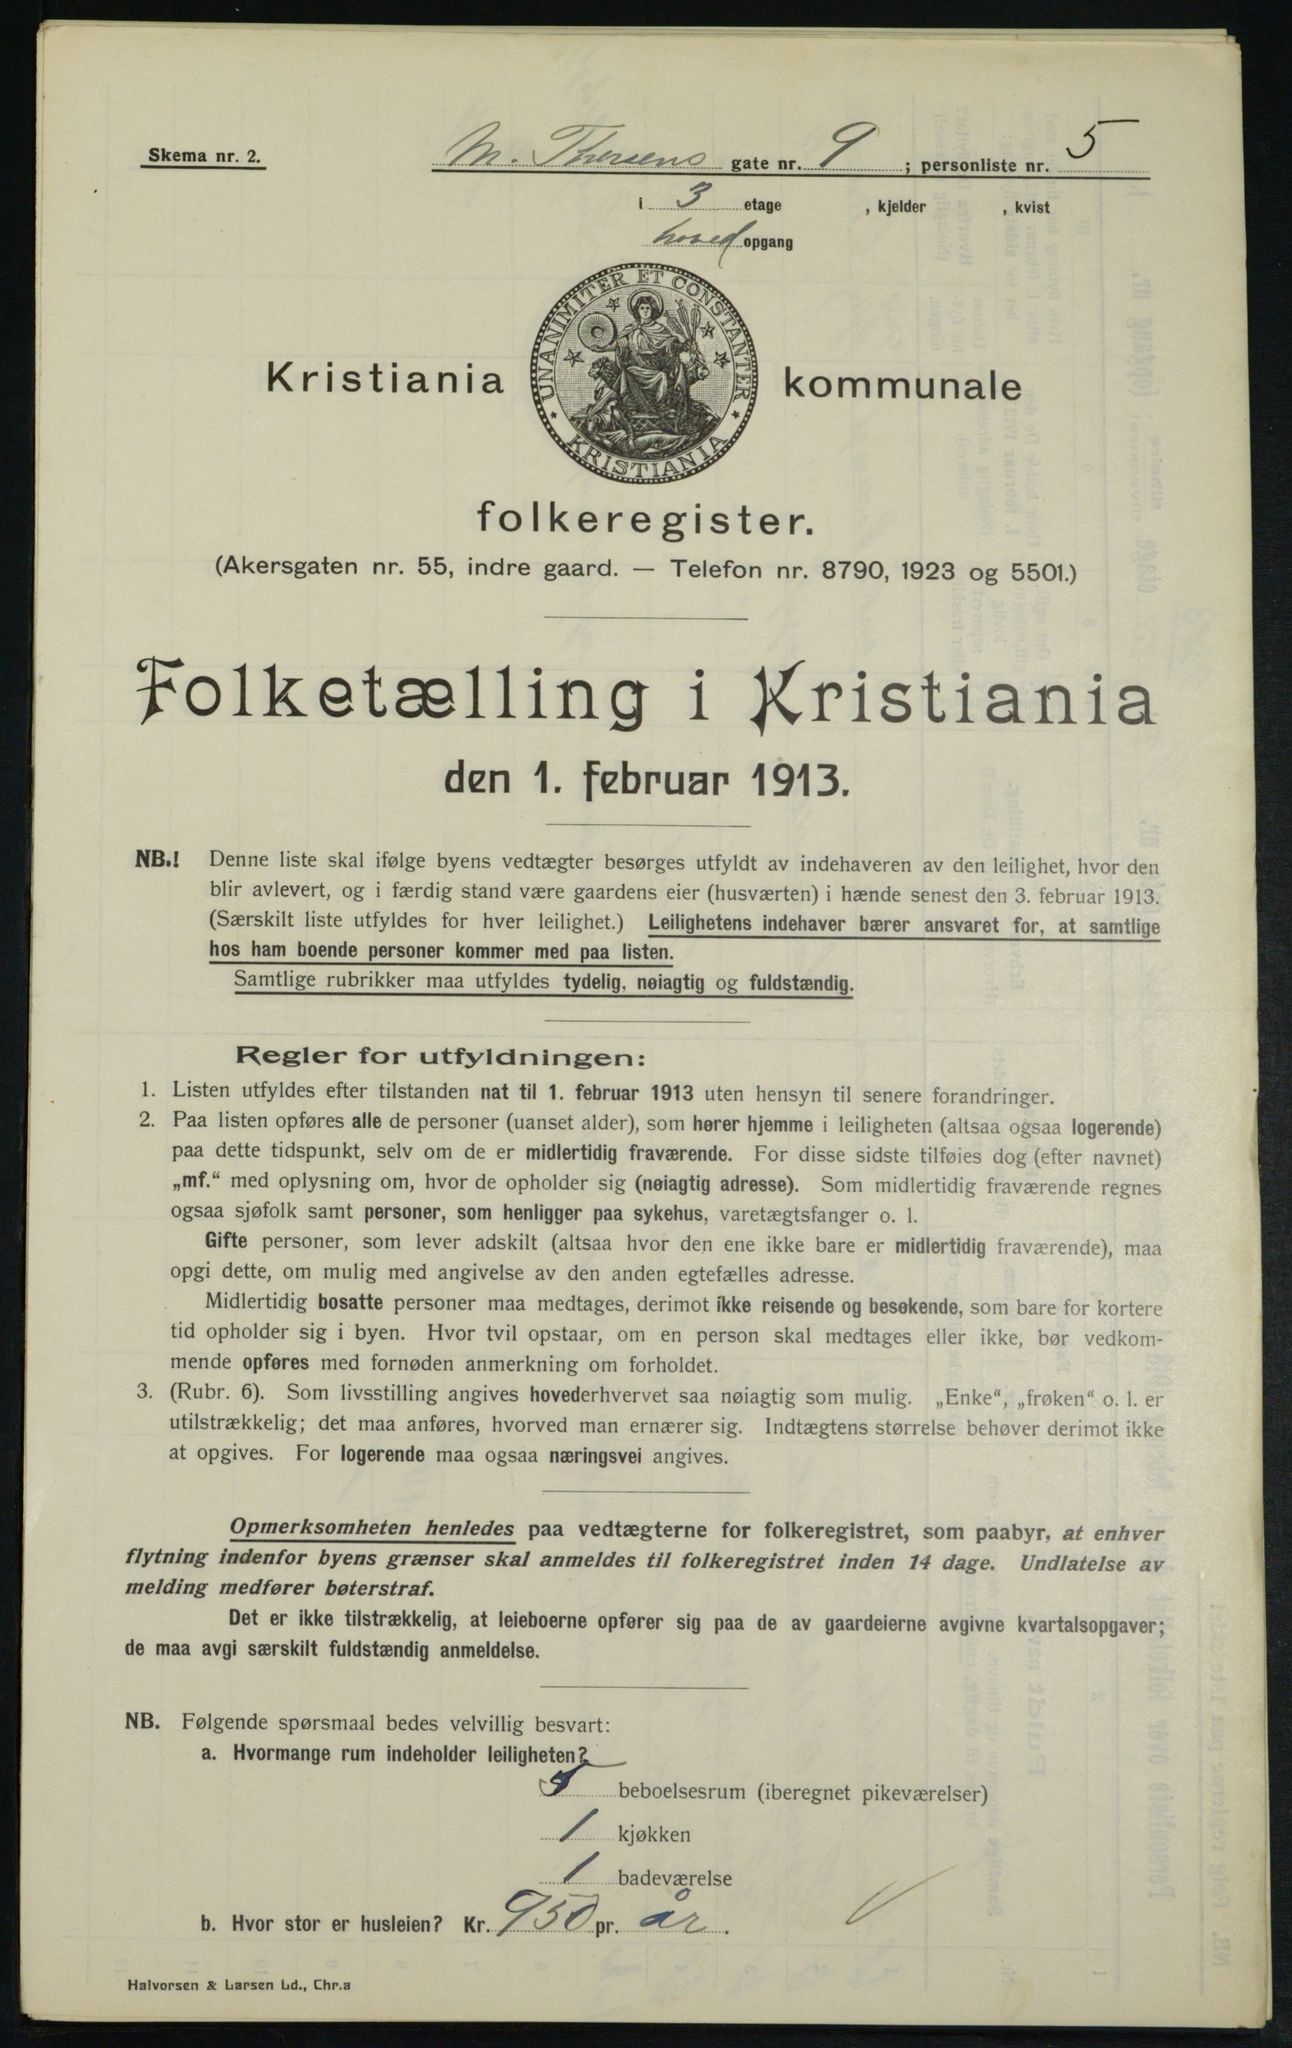 Skema nr. 2.
M. Thesens gate nr. 9; personliste nr. 5
i 3 etage , kjelder , kvist
hoved opgang
UNANIMITER ET CONSTANTER
* KRISTIANIA *
Kristiania kommunale
folkeregister.
(Akersgaten nr. 55, indre gaard. — Telefon nr. 8790, 1923 og 5501.)
Folketælling i Kristiania
den 1. februar 1913.
NB.! Denne liste skal ifølge byens vedtægter besørges utfyldt av indehaveren av den leilighet, hvor den
blir avlevert, og i færdig stand være gaardens eier (husværten) i hænde senest den 3. februar 1913.
(Særskilt liste utfyldes for hver leilighet.) Leilighetens indehaver bærer ansvaret for, at samtlige
hos ham boende personer kommer med paa listen.
Samtlige rubrikker maa utfyldes tydelig, nøiagtig og fuldstændig.
Regler for utfyldningen:
1. Listen utfyldes efter tilstanden nat til 1. februar 1913 uten hensyn til senere forandringer.
2. Paa listen opføres alle de personer (uanset alder), som hører hjemme i leiligheten (altsaa ogsaa logerende)
paa dette tidspunkt, selv om de er midlertidig fraværende. For disse sidste tilføies dog (efter navnet)
„mf.“ med oplysning om, hvor de opholder sig (nøiagtig adresse). Som midlertidig fraværende regnes
ogsaa sjøfolk samt personer, som henligger paa sykehus, varetægtsfanger o. l.
Gifte personer, som lever adskilt (altsaa hvor den ene ikke bare er midlertidig fraværende), maa
opgi dette, om mulig med angivelse av den anden egtefælles adresse.
Midlertidig bosatte personer maa medtages, derimot ikke reisende og besøkende, som bare for kortere
tid opholder sig i byen. Hvor tvil opstaar, om en person skal medtages eller ikke, bør vedkom-
mende opføres med fornøden anmerkning om forholdet.
3. (Rubr. 6). Som livsstilling angives hovederhvervet saa nøiagtig som mulig. „Enke“, „frøken“ o. l. er
utilstrækkelig; det maa anføres, hvorved man ernærer sig. Indtægtens størrelse behøver derimot ikke
at opgives. For logerende maa ogsaa næringsvei angives.
Opmerksomheten henledes paa vedtægterne for folkeregistret, som paabyr, at enhver
flytning indenfor byens grænser skal anmeldes til folkeregistret inden 14 dage. Undlatelse av
melding medfører bøterstraf.
Det er ikke tilstrækkelig, at leieboerne opfører sig paa de av gaardeierne avgivne kvartalsopgaver;
de maa avgi særskilt fuldstændig anmeldelse.
NB. Følgende spørsmaal bedes velvillig besvart:
a. Hvormange rum indeholder leiligheten?
5 beboelsesrum (iberegnet pikeværelser)
1 kjøkken
1 badeværelse
b. Hvor stor er husleien? Kr. 950 pr. år.
Halvorsen & Larsen Ld., Chr.a